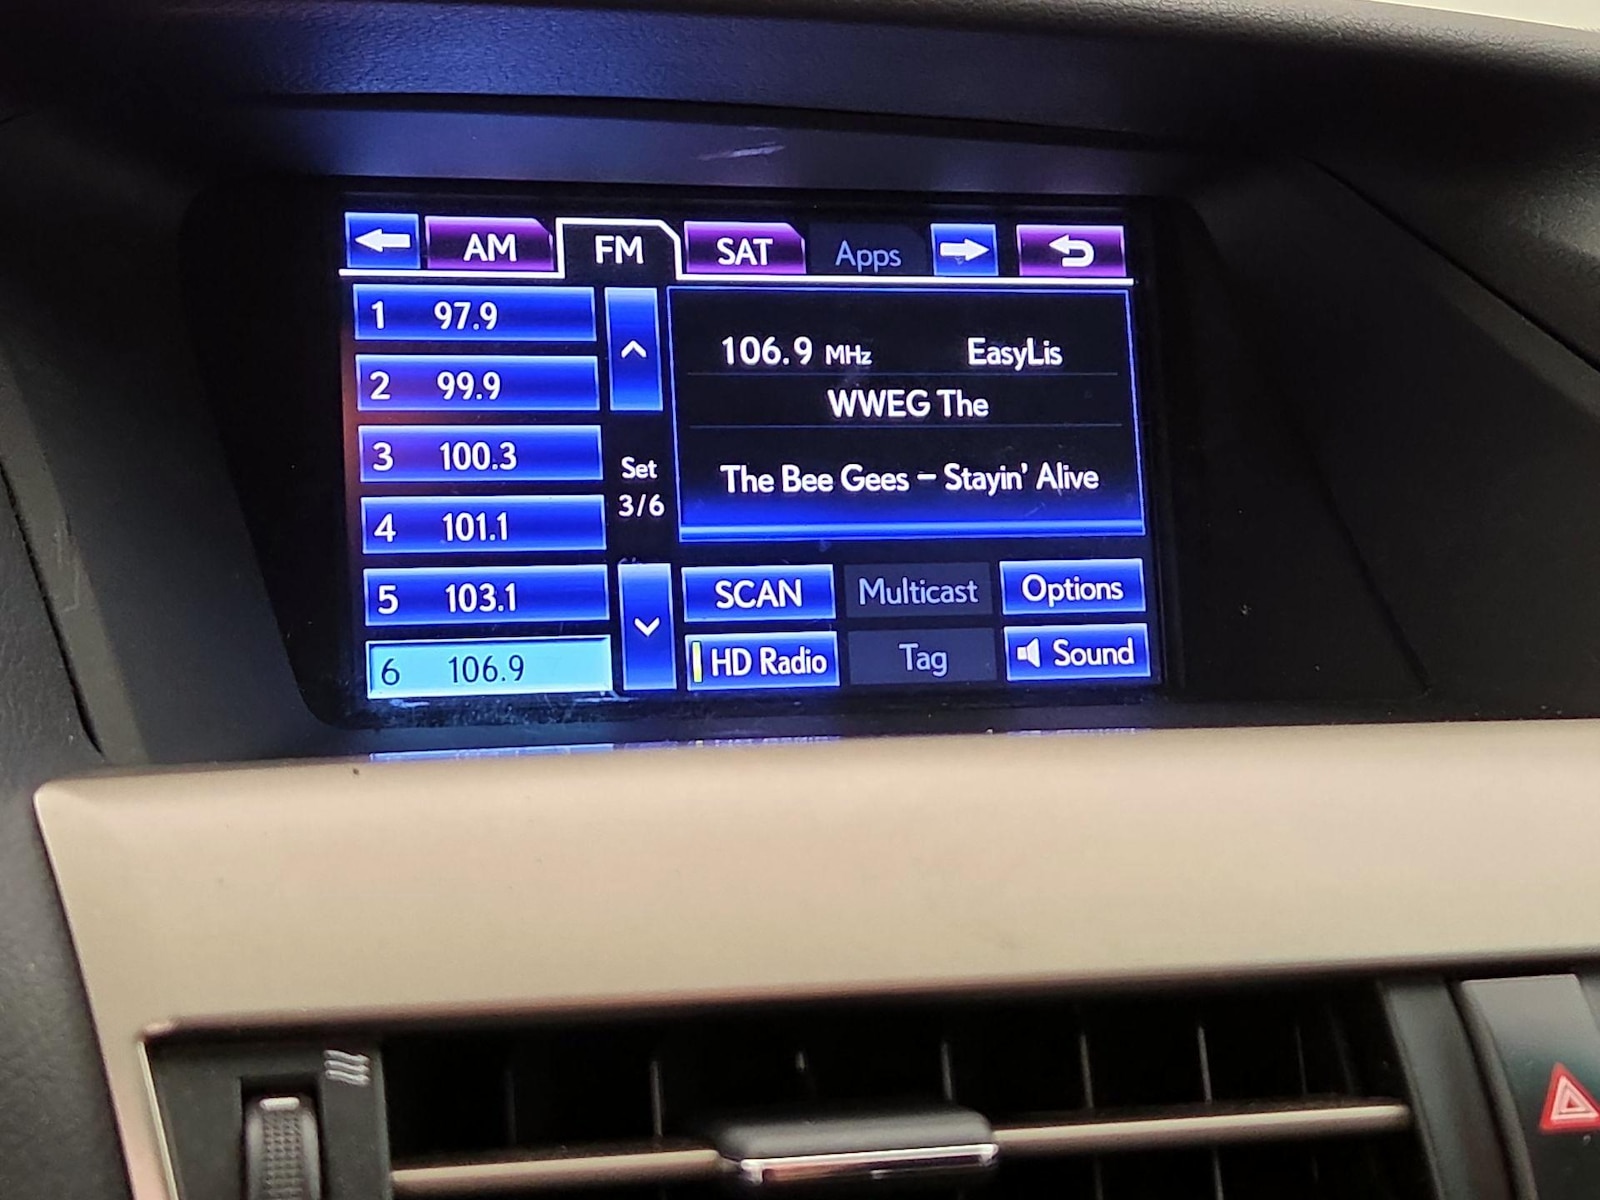 AM FM SAT Apps
1 97.9
2 99.9
3 100.3
4 101.1
5 103.1
6 106.9
Set
3/6
106.9 MHz EasyLis
WWEG The
The Bee Gees – Stayin' Alive
SCAN Multicast Options
HD Radio Tag Sound